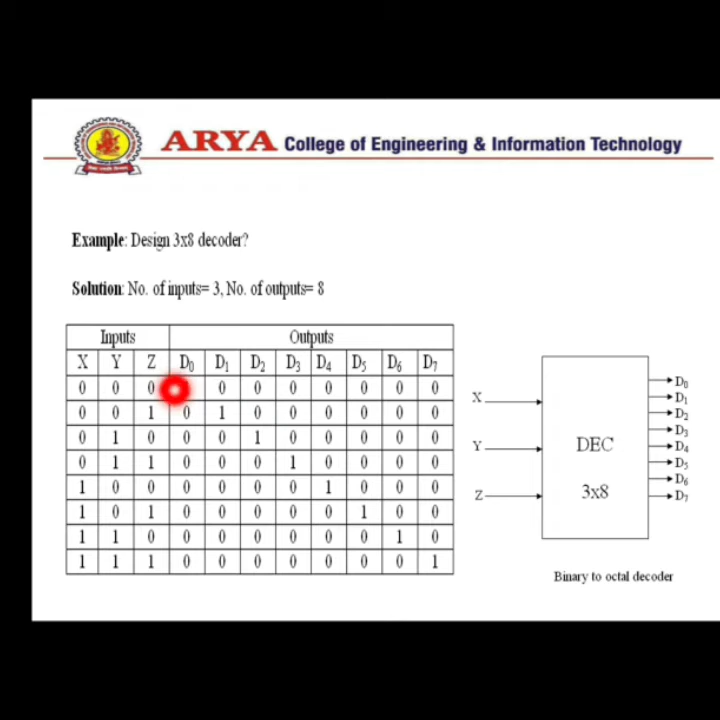 ARYA College of Engineering & Information Technology
Example: Design 3x8 decoder?
Solution: No. of inputs= 3, No. of outputs= 8
Inputs Outputs
X Y Z D0 D1 D2 D3 D4 D5 D6 D7
0 0 0 0 0 0 0 0 0 0
0 0 1 0 1 0 0 0 0 0 0
0 1 0 0 0 1 0 0 0 0 0
0 1 1 0 0 0 1 0 0 0 0
1 0 0 0 0 0 0 1 0 0 0
1 0 1 0 0 0 0 0 1 0 0
1 1 0 0 0 0 0 0 0 1 0
1 1 1 0 0 0 0 0 0 0 1
X
Y
Z
DEC
3x8
D0
D1
D2
D3
D4
D5
D6
D7
Binary to octal decoder